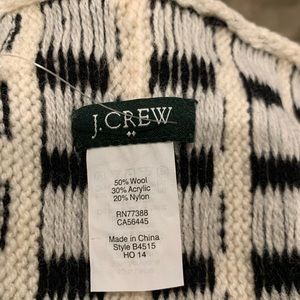 J.CREW
50% Wool
30% Acrylic
20% Nylon
RN77388
CA56445
Made in China
Style B4515
HO 14